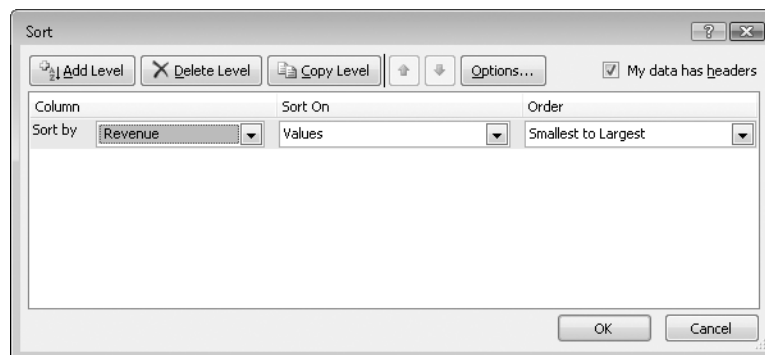 Sort
Add Level Delete Level Copy Level Options... My data has headers
Column Sort On Order
Sort by Revenue Values Smallest to Largest
OK Cancel